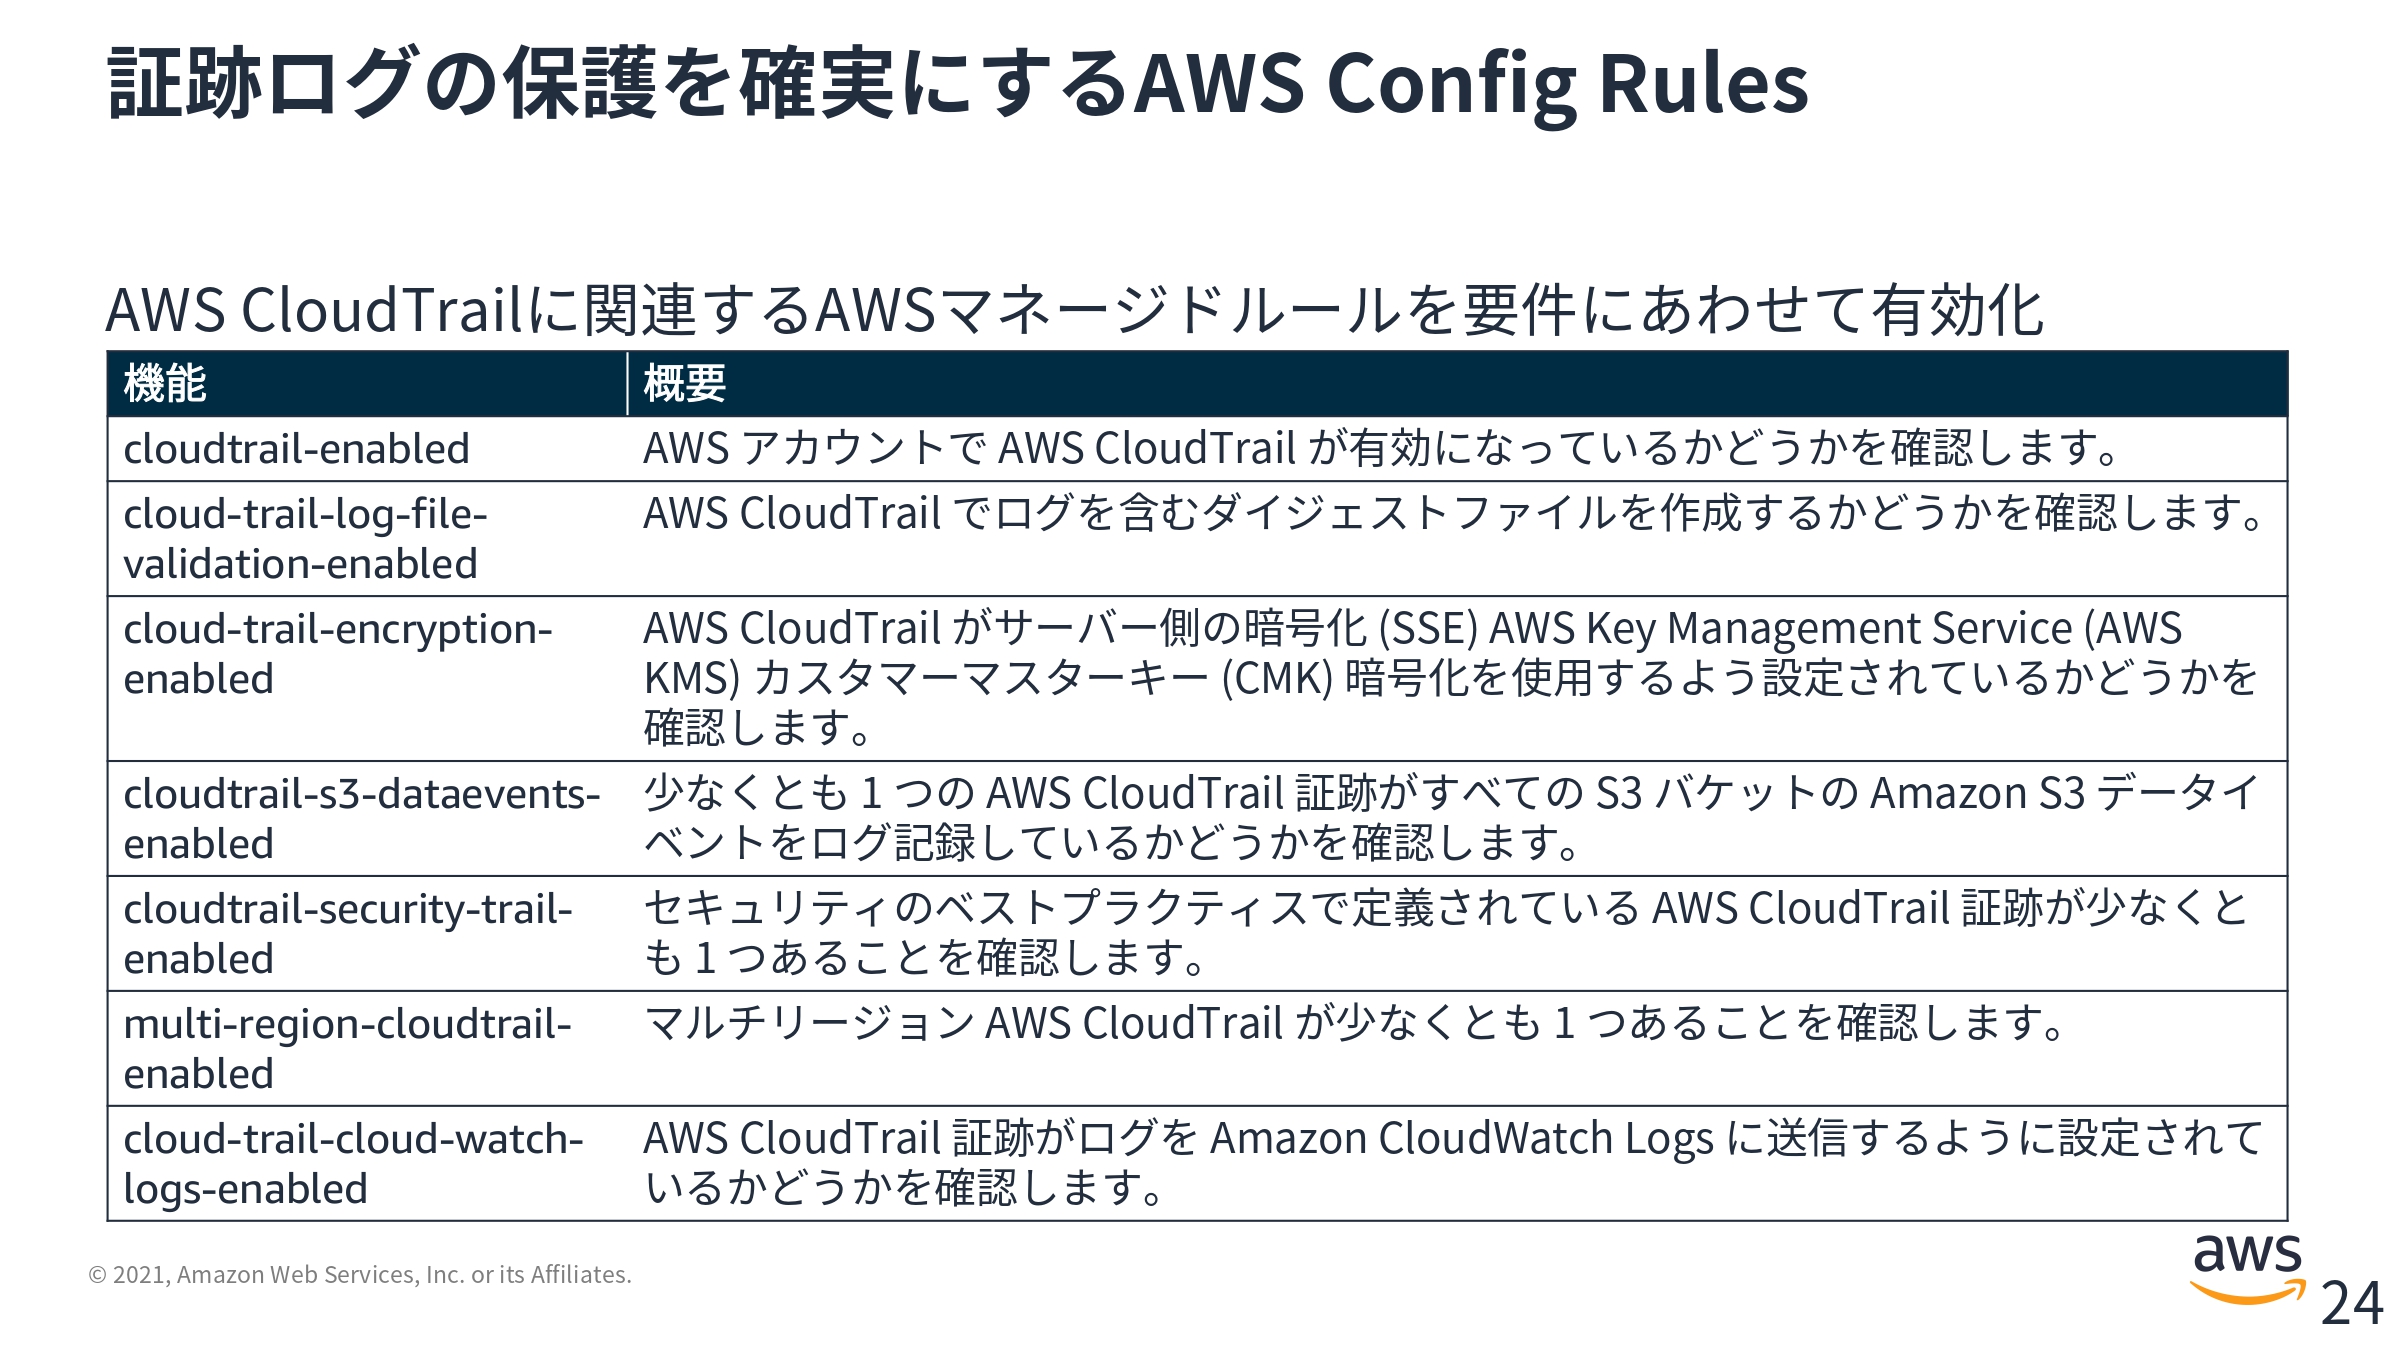 証跡ログの保護を確実にするAWS Config Rules
AWS CloudTrailに関連するAWSマネージドルールを要件にあわせて有効化
機能
概要
cloudtrail-enabled
AWS アカウントで AWS CloudTrail が有効になっているかどうかを確認します。
cloud-trail-log-file-
validation-enabled
AWS CloudTrail でログを含むダイジェストファイルを作成するかどうかを確認します。
cloud-trail-encryption-
enabled
AWS CloudTrail がサーバー側の暗号化 (SSE) AWS Key Management Service (AWS
KMS) カスタマーマスターキー (CMK) 暗号化を使用するよう設定されているかどうかを
確認します。
cloudtrail-s3-dataevents-
enabled
少なくとも 1 つの AWS CloudTrail 証跡がすべての S3 バケットの Amazon S3 データイ
ベントをログ記録しているかどうかを確認します。
cloudtrail-security-trail-
enabled
セキュリティのベストプラクティスで定義されている AWS CloudTrail 証跡が少なくと
も 1 つあることを確認します。
multi-region-cloudtrail-
enabled
マルチリージョン AWS CloudTrail が少なくとも 1 つあることを確認します。
cloud-trail-cloud-watch-
logs-enabled
AWS CloudTrail 証跡がログを Amazon CloudWatch Logs に送信するように設定されて
いるかどうかを確認します。
© 2021, Amazon Web Services, Inc. or its Affiliates.
aws
24